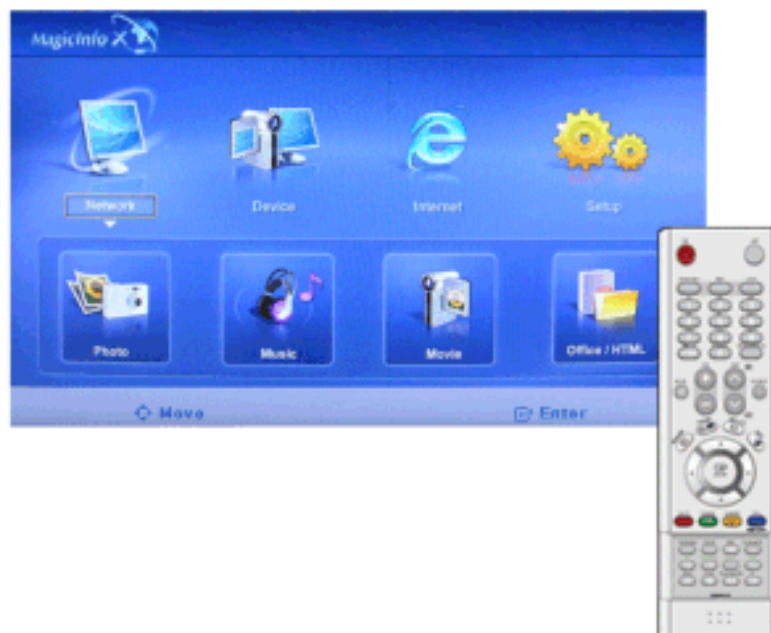 MagicInfo X
Network Device Internet Setup
Photo Music Movie Office / HTML
Move Enter